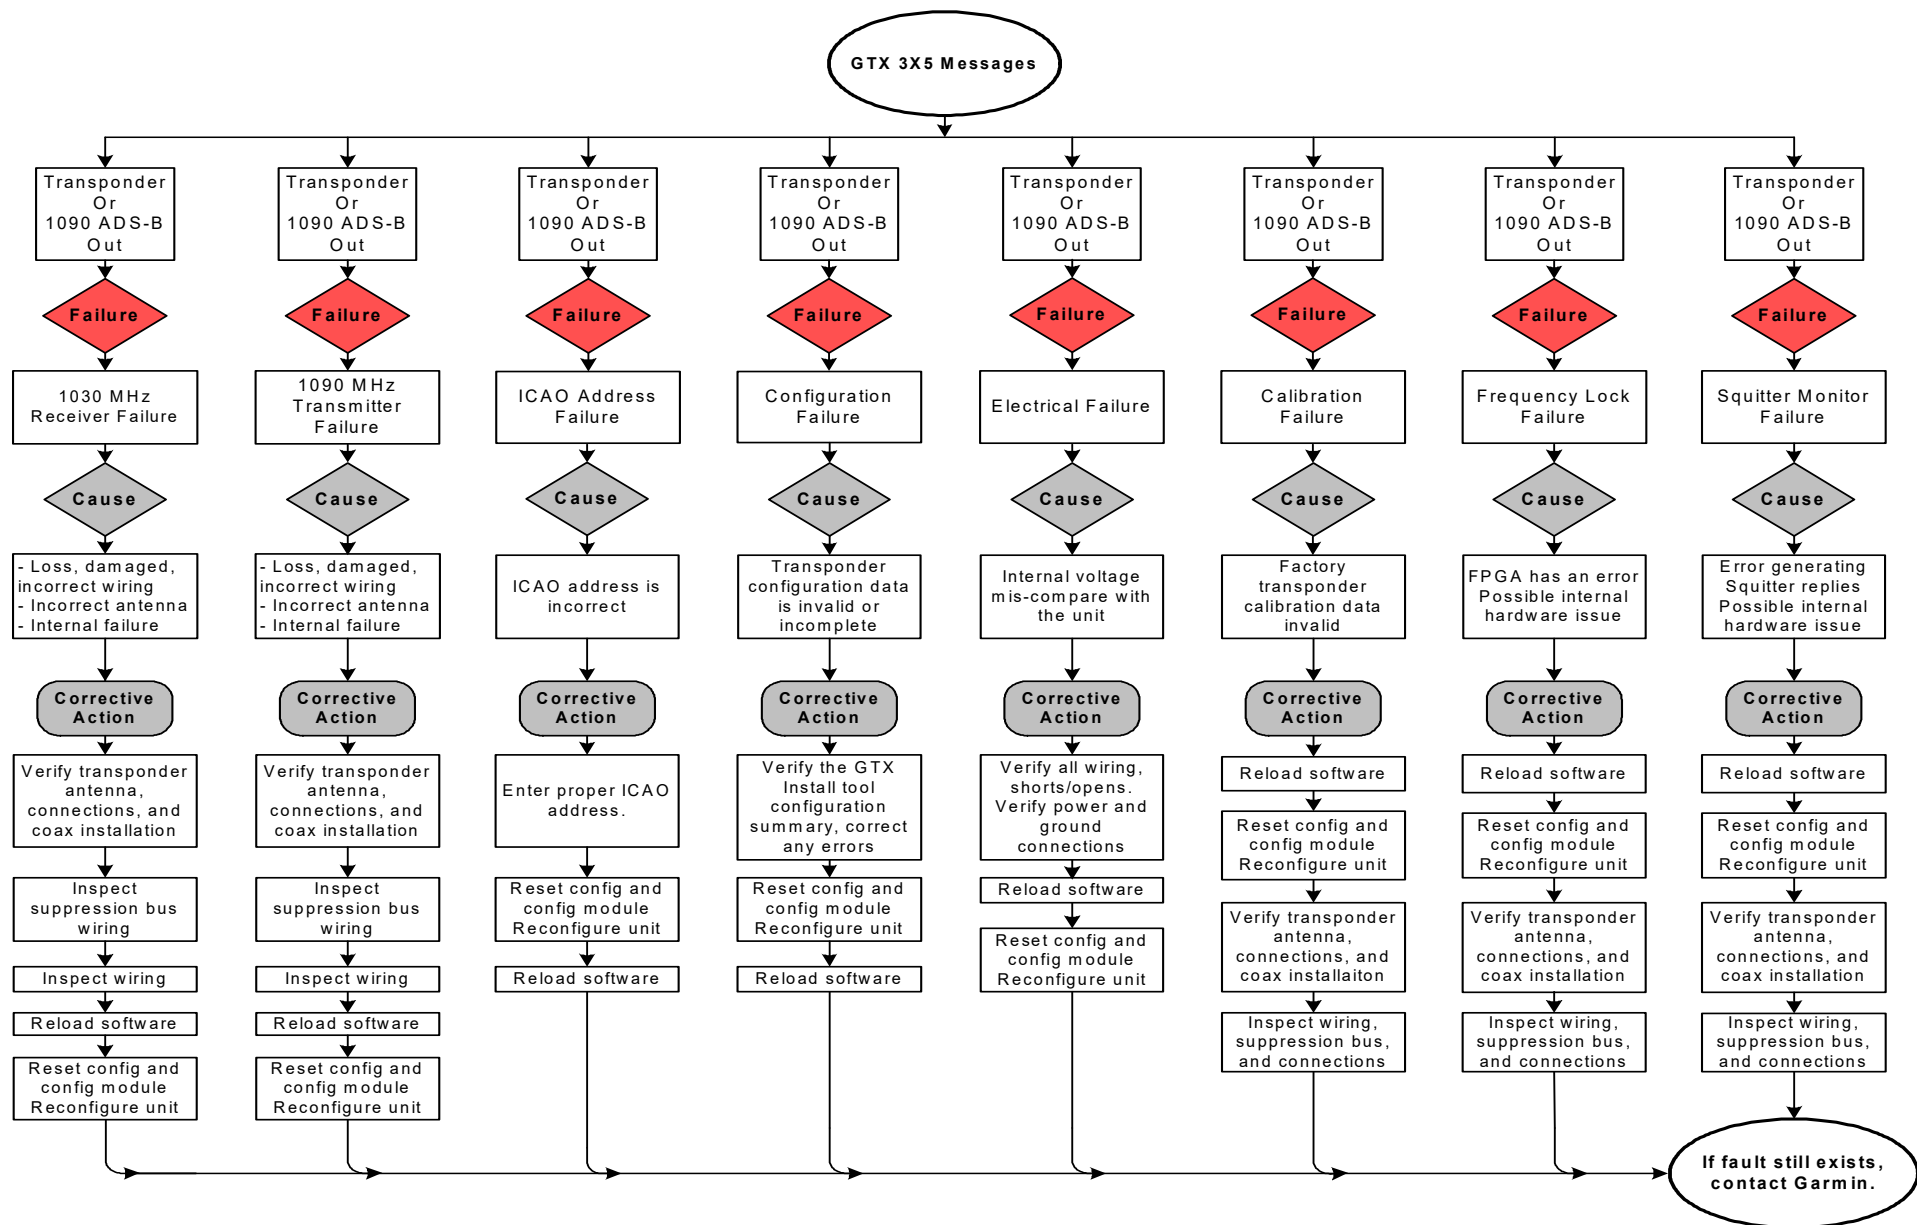 GTX 3X5 Messages
Transponder
Or
1090 ADS-B
Out
Failure
1030 MHz
Receiver Failure
Cause
- Loss, damaged,
incorrect wiring
- Incorrect antenna
- Internal failure
Corrective
Action
Verify transponder
antenna,
connections, and
coax installation
Inspect
suppression bus
wiring
Inspect wiring
Reload software
Reset config and
config module
Reconfigure unit
Transponder
Or
1090 ADS-B
Out
Failure
1090 MHz
Transmitter
Failure
Cause
- Loss, damaged,
incorrect wiring
- Incorrect antenna
- Internal failure
Corrective
Action
Verify transponder
antenna,
connections, and
coax installation
Inspect
suppression bus
wiring
Inspect wiring
Reload software
Reset config and
config module
Reconfigure unit
Transponder
Or
1090 ADS-B
Out
Failure
ICAO Address
Failure
Cause
ICAO address is
incorrect
Corrective
Action
Enter proper ICAO
address.
Reset config and
config module
Reconfigure unit
Reload software
Transponder
Or
1090 ADS-B
Out
Failure
Configuration
Failure
Cause
Transponder
configuration data
is invalid or
incomplete
Corrective
Action
Verify the GTX
Install tool
configuration
summary, correct
any errors
Reset config and
config module
Reconfigure unit
Reload software
Transponder
Or
1090 ADS-B
Out
Failure
Electrical Failure
Cause
Internal voltage
mis-compare with
the unit
Corrective
Action
Verify all wiring,
shorts/opens.
Verify power and
ground
connections
Reload software
Reset config and
config module
Reconfigure unit
Transponder
Or
1090 ADS-B
Out
Failure
Calibration
Failure
Cause
Factory
transponder
calibration data
invalid
Corrective
Action
Reload software
Reset config and
config module
Reconfigure unit
Verify transponder
antenna,
connections, and
coax installaiton
Inspect wiring,
suppression bus,
and connections
Transponder
Or
1090 ADS-B
Out
Failure
Frequency Lock
Failure
Cause
FPGA has an error
Possible internal
hardware issue
Corrective
Action
Reload software
Reset config and
config module
Reconfigure unit
Verify transponder
antenna,
connections, and
coax installation
Inspect wiring,
suppression bus,
and connections
Transponder
Or
1090 ADS-B
Out
Failure
Squitter Monitor
Failure
Cause
Error generating
Squitter replies
Possible internal
hardware issue
Corrective
Action
Reload software
Reset config and
config module
Reconfigure unit
Verify transponder
antenna,
connections, and
coax installation
Inspect wiring,
suppression bus,
and connections
If fault still exists,
contact Garmin.